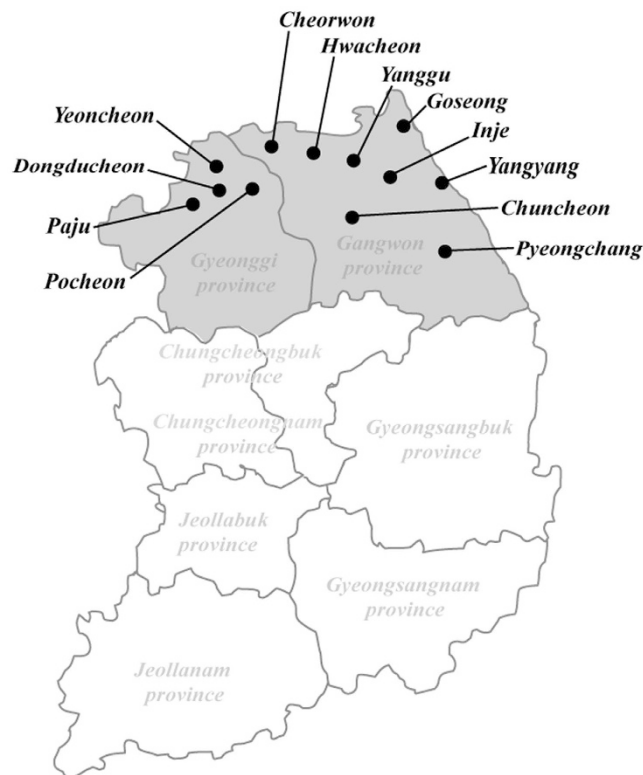 Cheorwon
Hwacheon
Yanggu
Goseong
Inje
Yangyang
Chuncheon
Pyeongchang
Yeoncheon
Dongducheon
Paju
Pocheon
Gyeonggi
province
Gangwon
province
Chungcheongbuk
province
Chungcheongnam
province
Gyeongsangbuk
province
Jeollabuk
province
Gyeongsangnam
province
Jeollanam
province